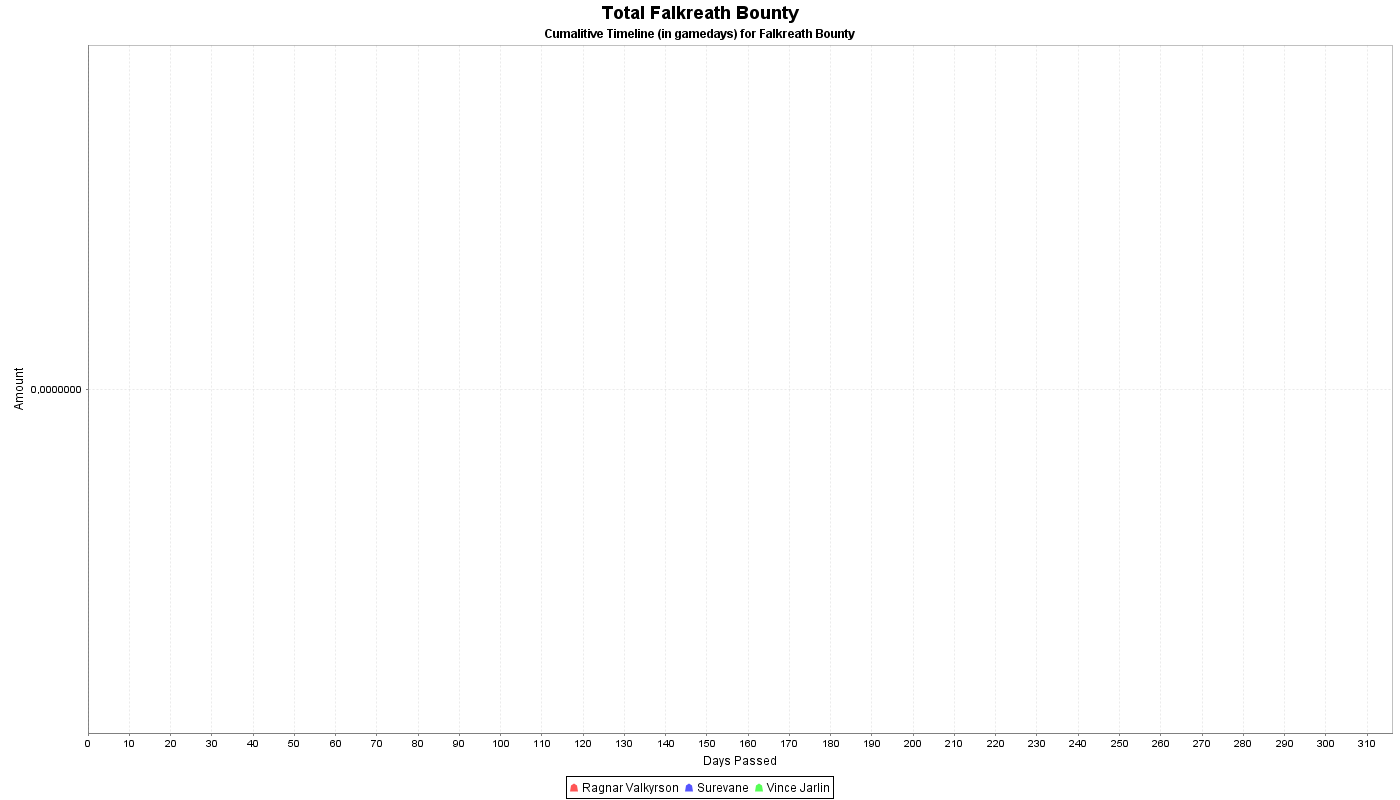 Total Falkreath Bounty
Cumalitive Timeline (in gamedays) for Falkreath Bounty
Amount
0,0000000
0 10 20 30 40 50 60 70 80 90 100 110 120 130 140 150 160 170 180 190 200 210 220 230 240 250 260 270 280 290 300 310
Days Passed
Ragnar Valkyrson Surevane Vince Jarlin